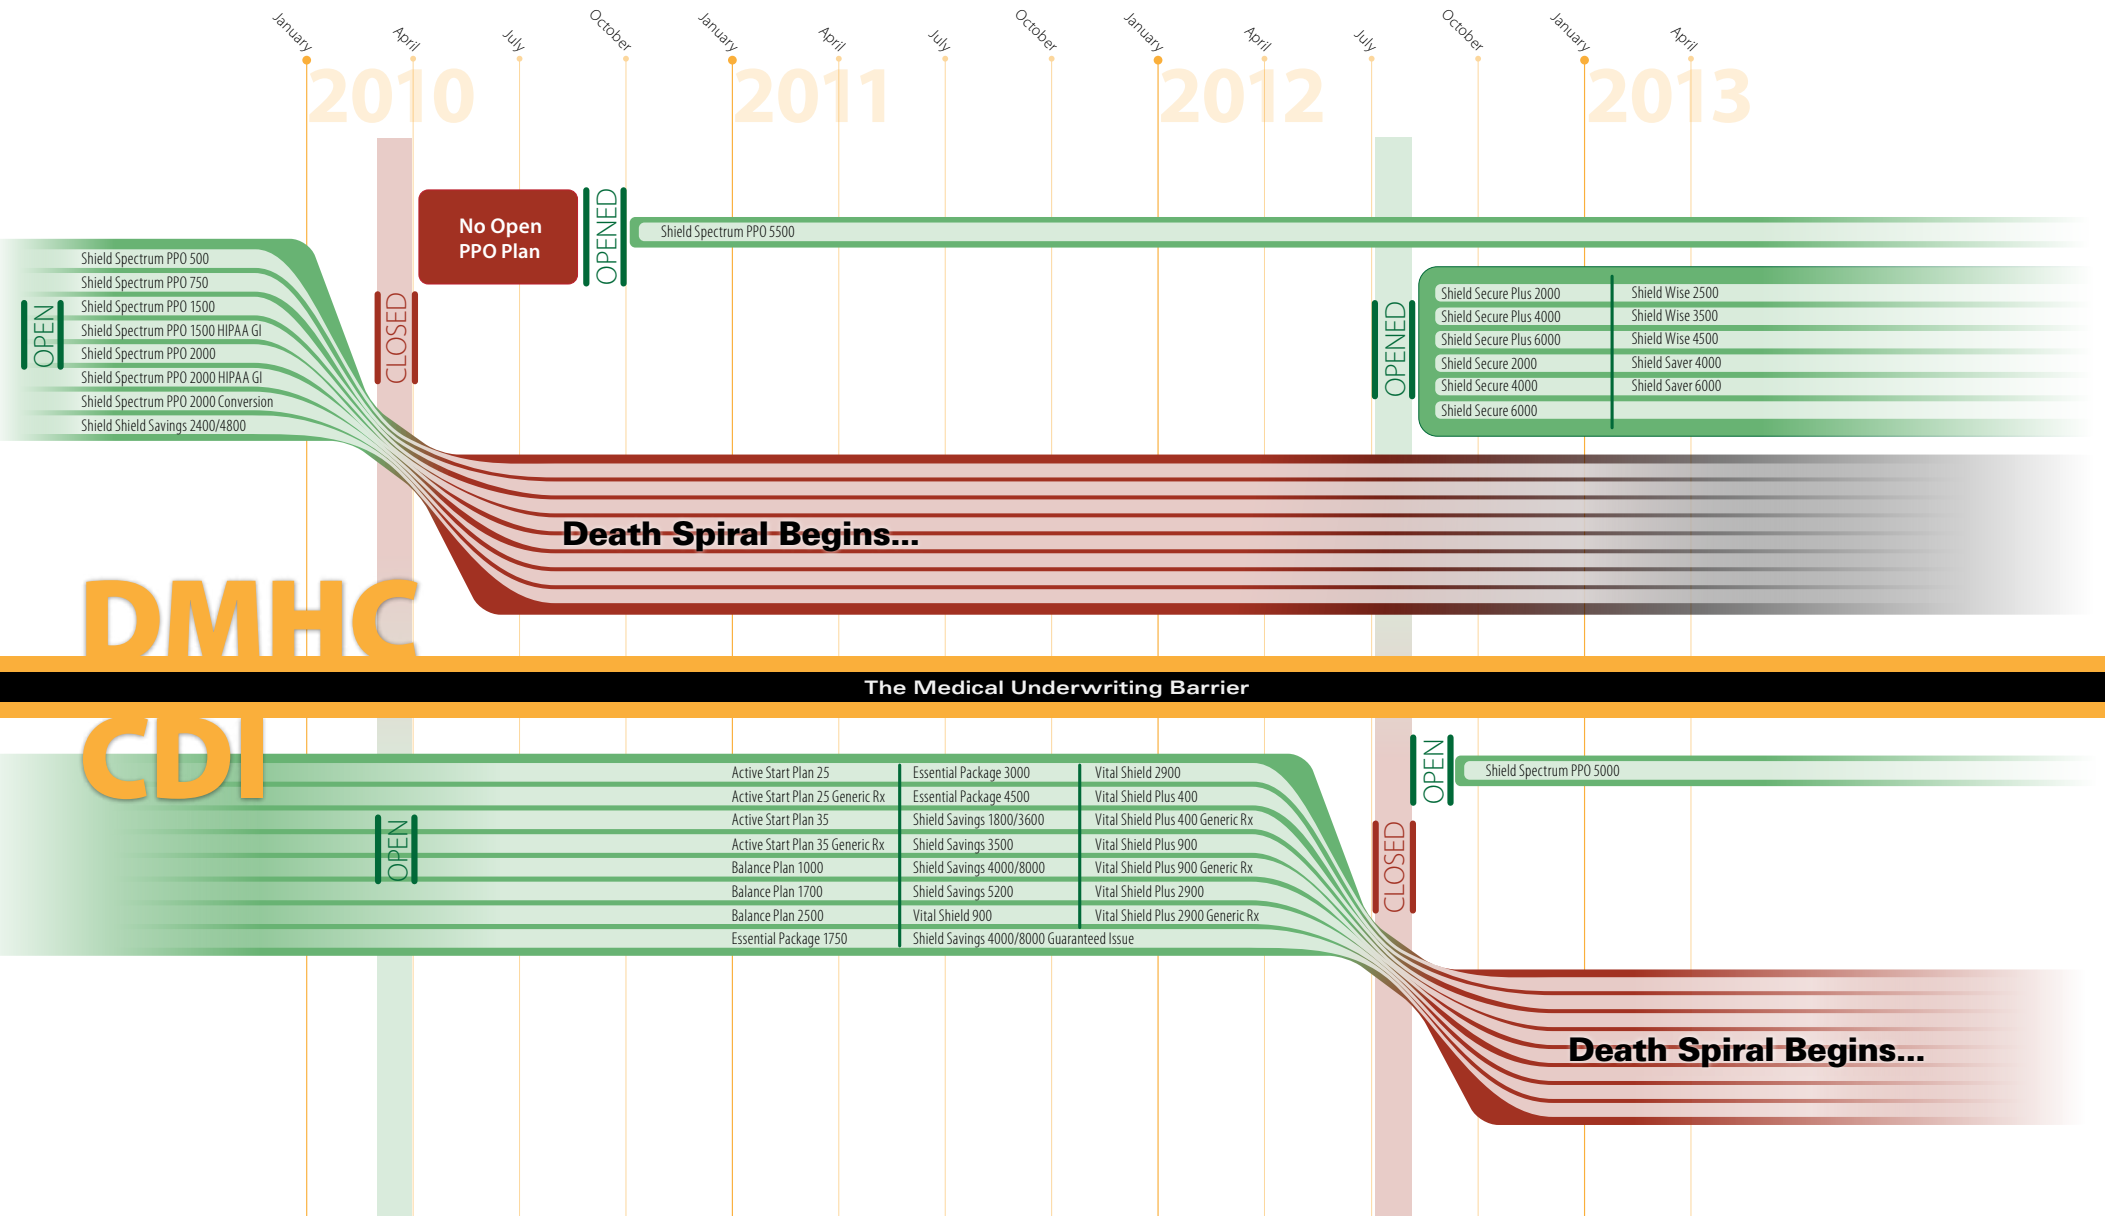 January
April
July
October
January
April
July
October
January
April
July
October
January
April
2010
2011
2012
2013
No Open
PPO Plan
OPENED
Shield Spectrum PPO 5500
OPEN
Shield Spectrum PPO 500
Shield Spectrum PPO 750
Shield Spectrum PPO 1500
Shield Spectrum PPO 1500 HIPAA GI
Shield Spectrum PPO 2000
Shield Spectrum PPO 2000 HIPAA GI
Shield Spectrum PPO 2000 Conversion
Shield Shield Savings 2400/4800
CLOSED
OPENED
Shield Secure Plus 2000
Shield Secure Plus 4000
Shield Secure Plus 6000
Shield Secure 2000
Shield Secure 4000
Shield Secure 6000
Shield Wise 2500
Shield Wise 3500
Shield Wise 4500
Shield Saver 4000
Shield Saver 6000
Death Spiral Begins...
DMHC
The Medical Underwriting Barrier
CDI
OPEN
Active Start Plan 25
Active Start Plan 25 Generic Rx
Active Start Plan 35
Active Start Plan 35 Generic Rx
Balance Plan 1000
Balance Plan 1700
Balance Plan 2500
Essential Package 1750
Essential Package 3000
Essential Package 4500
Shield Savings 1800/3600
Shield Savings 3500
Shield Savings 4000/8000
Shield Savings 5200
Vital Shield 900
Shield Savings 4000/8000 Guaranteed Issue
Vital Shield 2900
Vital Shield Plus 400
Vital Shield Plus 400 Generic Rx
Vital Shield Plus 900
Vital Shield Plus 900 Generic Rx
Vital Shield Plus 2900
Vital Shield Plus 2900 Generic Rx
OPEN
Shield Spectrum PPO 5000
CLOSED
Death Spiral Begins...